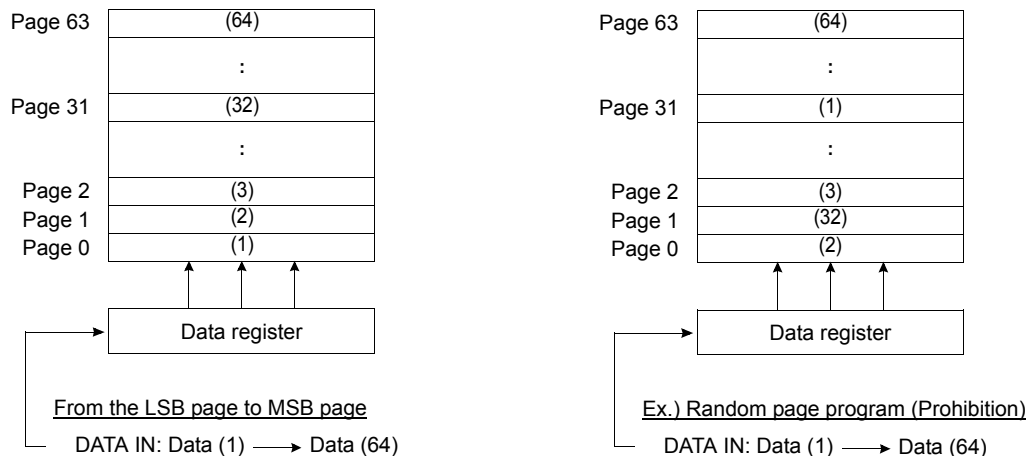 Page 63 (64)
:
Page 31 (32)
:
Page 2 (3)
Page 1 (2)
Page 0 (1)
Data register
From the LSB page to MSB page
DATA IN: Data (1) Data (64)
Page 63 (64)
:
Page 31 (1)
:
Page 2 (3)
Page 1 (32)
Page 0 (2)
Data register
Ex.) Random page program (Prohibition)
DATA IN: Data (1) Data (64)